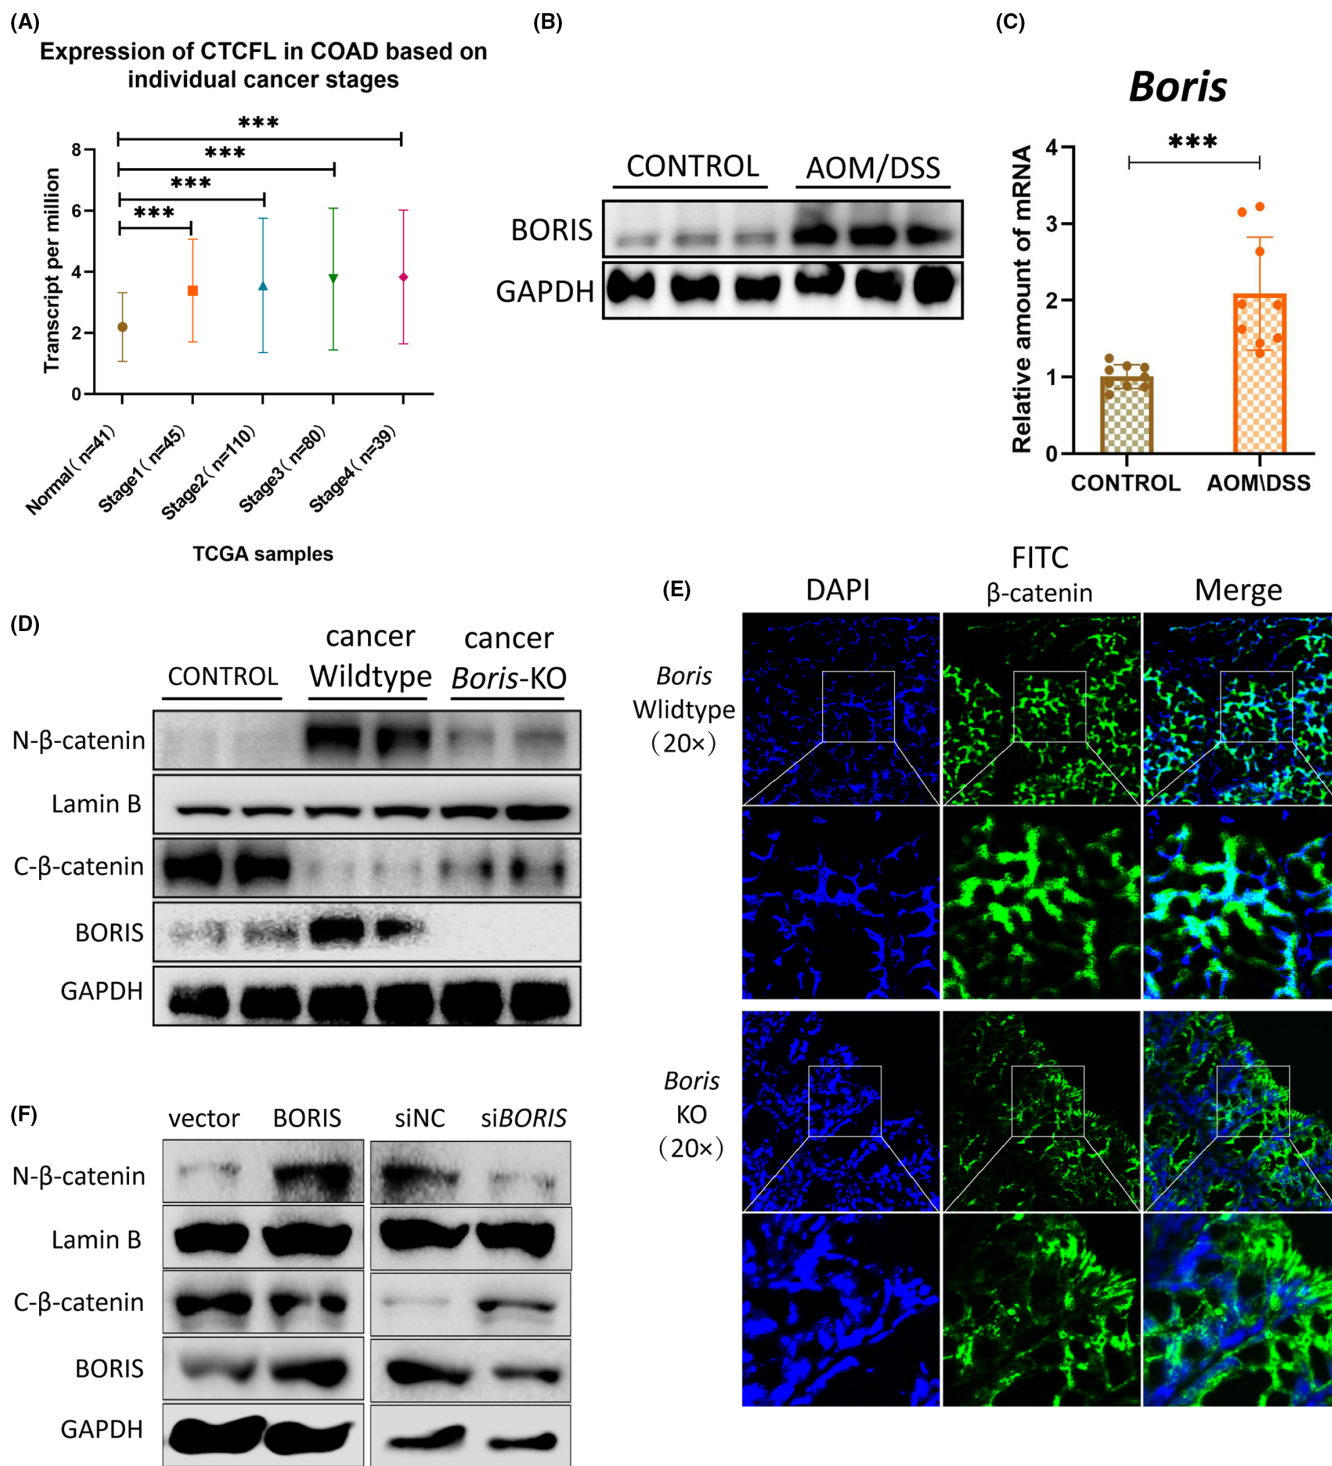 (A)
Expression of CTCFL in COAD based on
individual cancer stages
***
***
***
***
8
6
4
2
0
Transcript per million
Normal( n=41)
Stage1( n=45)
Stage2( n=110)
Stage3( n=80)
Stage4( n=39)
TCGA samples
(B)
CONTROL AOM/DSS
BORIS
GAPDH
(C)
Boris
***
4
3
2
1
0
Relative amount of mRNA
CONTROL AOM\DSS
(D)
CONTROL
cancer
Wildtype
cancer
Boris-KO
N-β-catenin
Lamin B
C-β-catenin
BORIS
GAPDH
(E)
DAPI
FITC
β-catenin
Merge
Boris
Wlidtype
(20×)
Boris
KO
(20×)
(F)
vector BORIS siNC siBORIS
N-β-catenin
Lamin B
C-β-catenin
BORIS
GAPDH